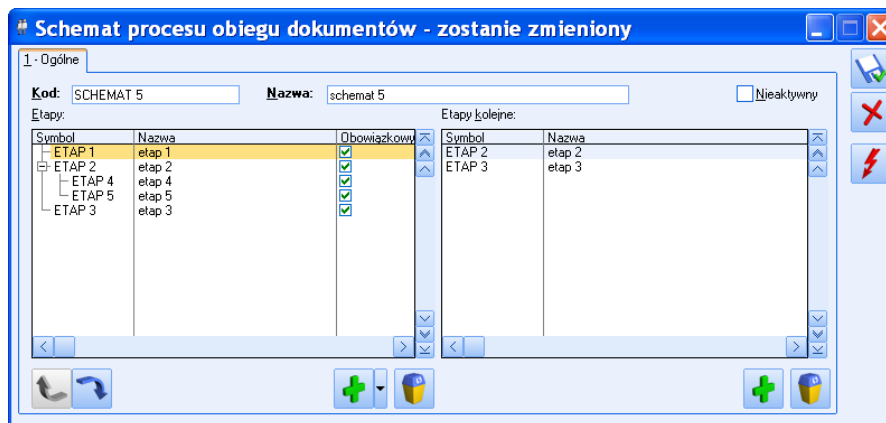 Schemat procesu obiegu dokumentów - zostanie zmieniony
1 - Ogólne
Kod: SCHEMAT 5 Nazwa: schemat 5 Nieaktywny
Etapy: Etapy kolejne:
Symbol Nazwa Obowiązkowy Symbol Nazwa
ETAP 1 etap 1 ETAP 2 etap 2
ETAP 2 etap 2 ETAP 3 etap 3
ETAP 4 etap 4
ETAP 5 etap 5
ETAP 3 etap 3